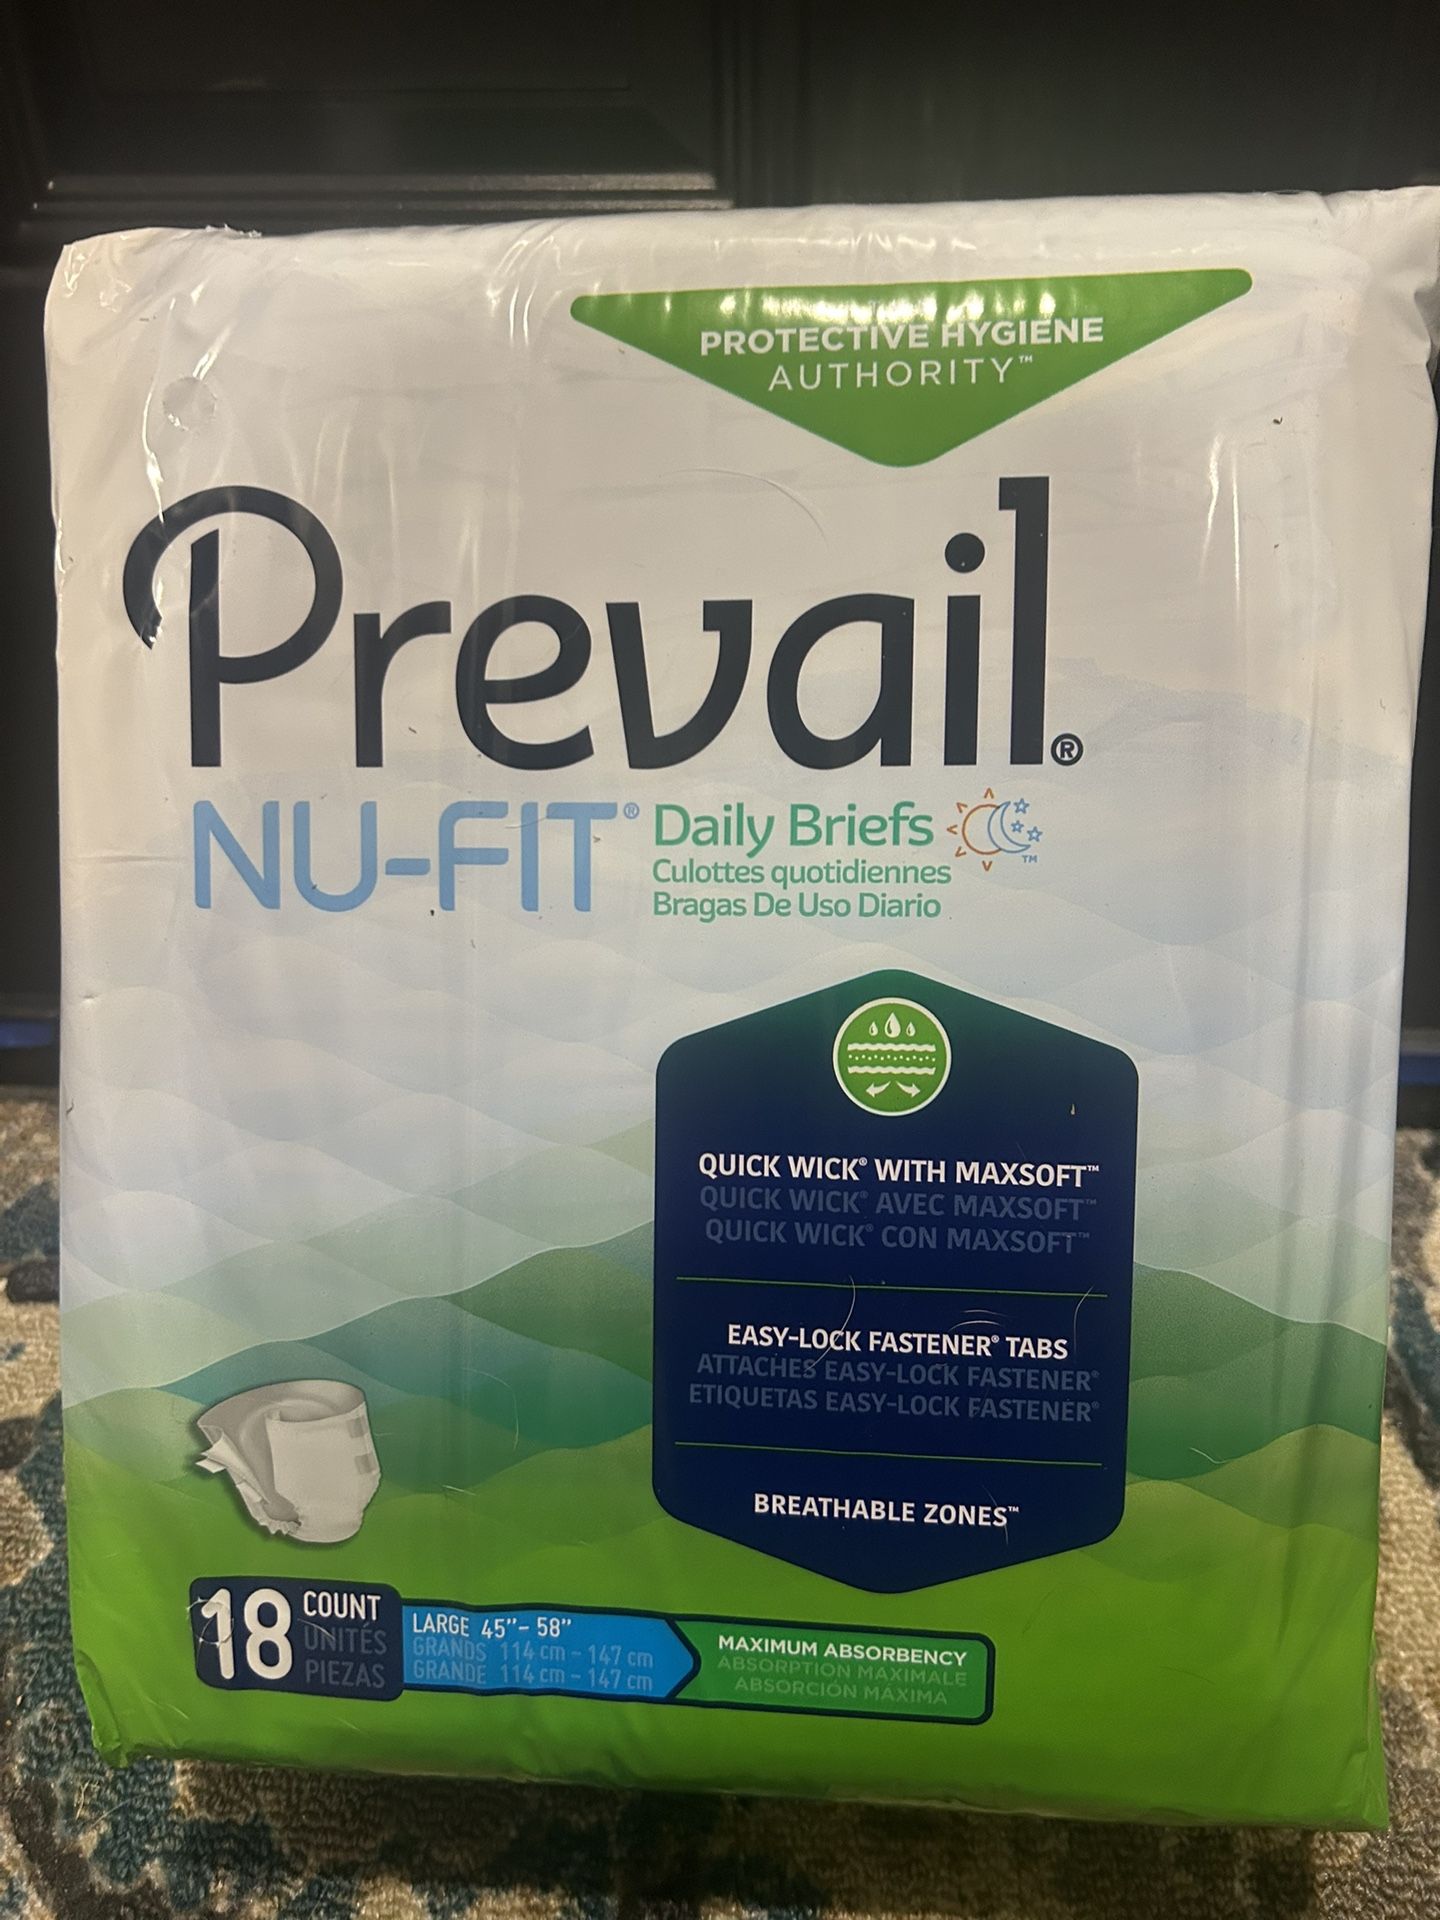 PROTECTIVE HYGIENE
AUTHORITY™
Prevail®
NU-FIT® Daily Briefs ™
Culottes quotidiennes
Bragas De Uso Diario
QUICK WICK® WITH MAXSOFT™
QUICK WICK® AVEC MAXSOFT™
QUICK WICK® CON MAXSOFT™
EASY-LOCK FASTENER® TABS
ATTACHES EASY-LOCK FASTENER®
ETIQUETAS EASY-LOCK FASTENER®
BREATHABLE ZONES™
18 COUNT
UNITÉS
PIEZAS
LARGE 45"- 58"
GRANDS 114 cm - 147 cm
GRANDE 114 cm - 147 cm
MAXIMUM ABSORBENCY
ABSORPTION MAXIMALE
ABSORCIÓN MÁXIMA